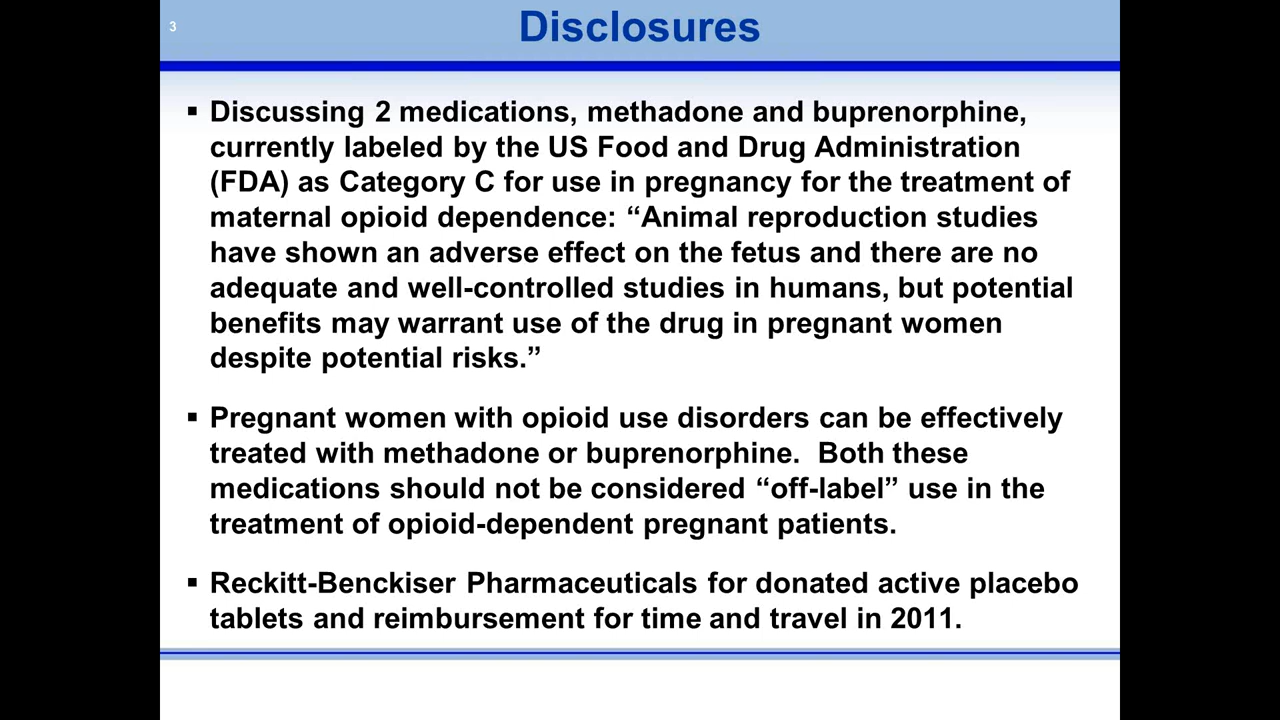 3
Disclosures
▪ Discussing 2 medications, methadone and buprenorphine,
currently labeled by the US Food and Drug Administration
(FDA) as Category C for use in pregnancy for the treatment of
maternal opioid dependence: “Animal reproduction studies
have shown an adverse effect on the fetus and there are no
adequate and well-controlled studies in humans, but potential
benefits may warrant use of the drug in pregnant women
despite potential risks.”
▪ Pregnant women with opioid use disorders can be effectively
treated with methadone or buprenorphine.  Both these
medications should not be considered “off-label” use in the
treatment of opioid-dependent pregnant patients.
▪ Reckitt-Benckiser Pharmaceuticals for donated active placebo
tablets and reimbursement for time and travel in 2011.